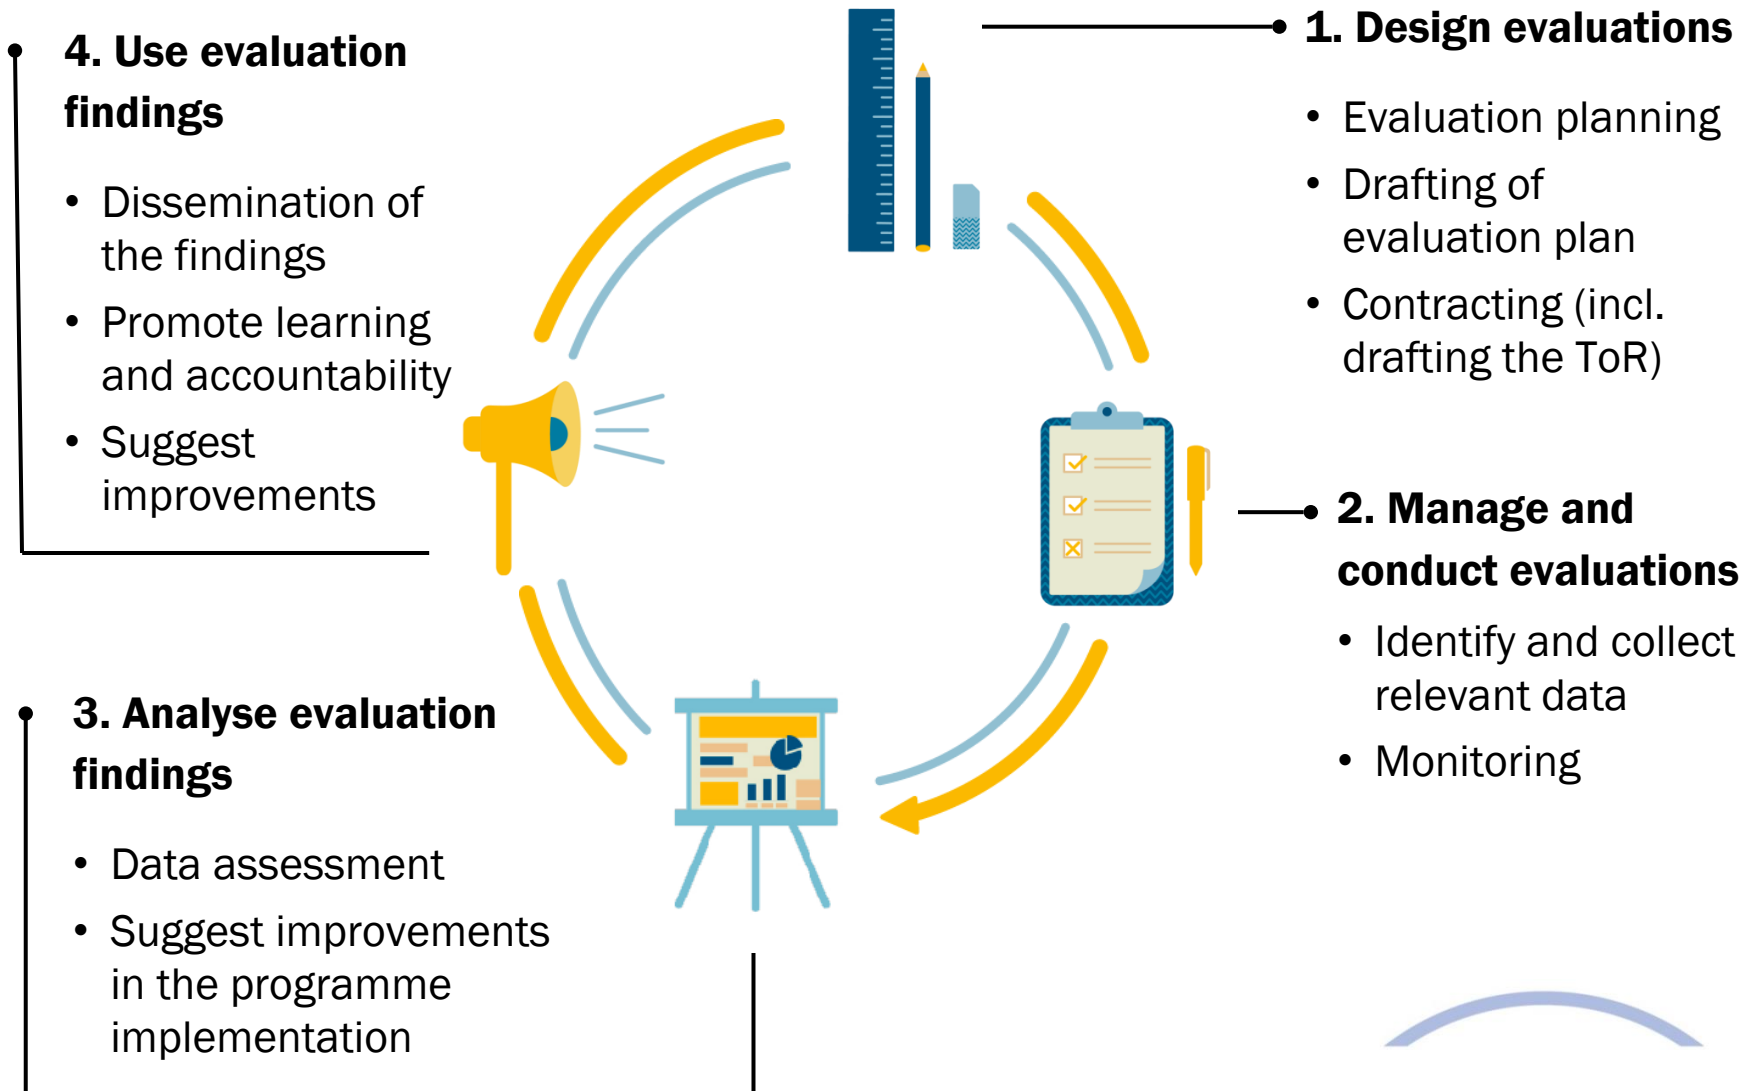 1. Design evaluations
• Evaluation planning
• Drafting of
evaluation plan
• Contracting (incl.
drafting the ToR)
2. Manage and
conduct evaluations
• Identify and collect
relevant data
• Monitoring
3. Analyse evaluation
findings
• Data assessment
• Suggest improvements
in the programme
implementation
4. Use evaluation
findings
• Dissemination of
the findings
• Promote learning
and accountability
• Suggest
improvements